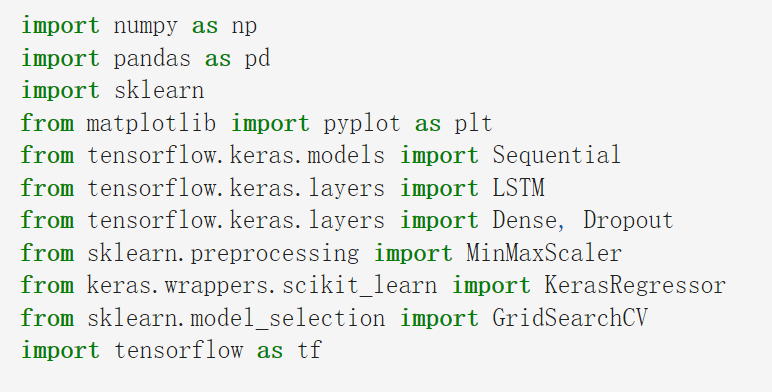 import numpy as np
import pandas as pd
import sklearn
from matplotlib import pyplot as plt
from tensorflow.keras.models import Sequential
from tensorflow.keras.layers import LSTM
from tensorflow.keras.layers import Dense, Dropout
from sklearn.preprocessing import MinMaxScaler
from keras.wrappers.scikit_learn import KerasRegressor
from sklearn.model_selection import GridSearchCV
import tensorflow as tf